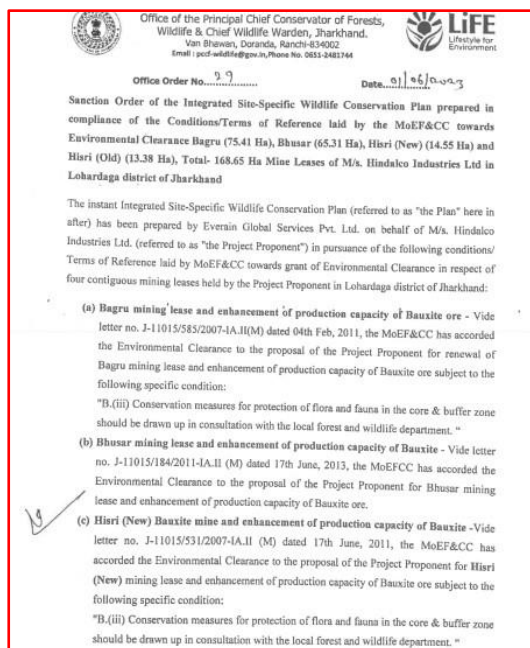 Office of the Principal Chief Conservator of Forests,
Wildlife & Chief Wildlife Warden, Jharkhand.
Van Bhawan, Doranda, Ranchi-834002
Email : pccf-wildlife@gov.in,Phone No. 0651-2481744
LiFE
Lifestyle for
Environment
Office Order No....29............
Date...01/06/2023
Sanction Order of the Integrated Site-Specific Wildlife Conservation Plan prepared in
compliance of the Conditions/Terms of Reference laid by the MoEF&CC towards
Environmental Clearance Bagru (75.41 Ha), Bhusar (65.31 Ha), Hisri (New) (14.55 Ha) and
Hisri (Old) (13.38 Ha), Total- 168.65 Ha Mine Leases of M/s. Hindalco Industries Ltd in
Lohardaga district of Jharkhand
The instant Integrated Site-Specific Wildlife Conservation Plan (referred to as "the Plan" here in
after) has been prepared by Everain Global Services Pvt. Ltd. on behalf of M/s. Hindalco
Industries Ltd. (referred to as "the Project Proponent") in pursuance of the following conditions/
Terms of Reference laid by MoEF&CC towards grant of Environmental Clearance in respect of
four contiguous mining leases held by the Project Proponent in Lohardaga district of Jharkhand:
(a) Bagru mining lease and enhancement of production capacity of Bauxite ore - Vide
letter no. J-11015/585/2007-IA.II(M) dated 04th Feb, 2011, the MoEF&CC has accorded
the Environmental Clearance to the proposal of the Project Proponent for renewal of
Bagru mining lease and enhancement of production capacity of Bauxite ore subject to the
following specific condition:
"B.(iii) Conservation measures for protection of flora and fauna in the core & buffer zone
should be drawn up in consultation with the local forest and wildlife department. "
(b) Bhusar mining lease and enhancement of production capacity of Bauxite - Vide letter
no. J-11015/184/2011-IA.II (M) dated 17th June, 2013, the MoEFCC has accorded the
Environmental Clearance to the proposal of the Project Proponent for Bhusar mining
lease and enhancement of production capacity of Bauxite ore.
(c) Hisri (New) Bauxite mine and enhancement of production capacity of Bauxite -Vide
letter no. J-11015/531/2007-IA.II (M) dated 17th June, 2011, the MoEF&CC has
accorded the Environmental Clearance to the proposal of the Project Proponent for Hisri
(New) mining lease and enhancement of production capacity of Bauxite ore subject to the
following specific condition:
"B.(iii) Conservation measures for protection of flora and fauna in the core & buffer zone
should be drawn up in consultation with the local forest and wildlife department. "